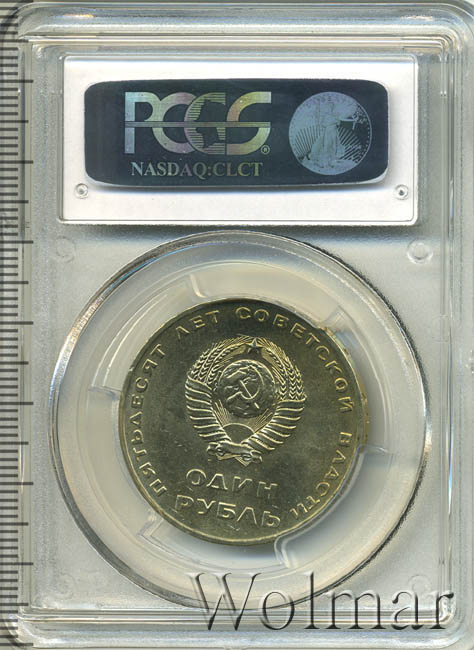 PCGS
®
NASDAQ:CLCT
ПЯТЬДЕСЯТ ЛЕТ СОВЕТСКОЙ ВЛАСТИ
ОДИН
РУБЛЬ
Wolmar